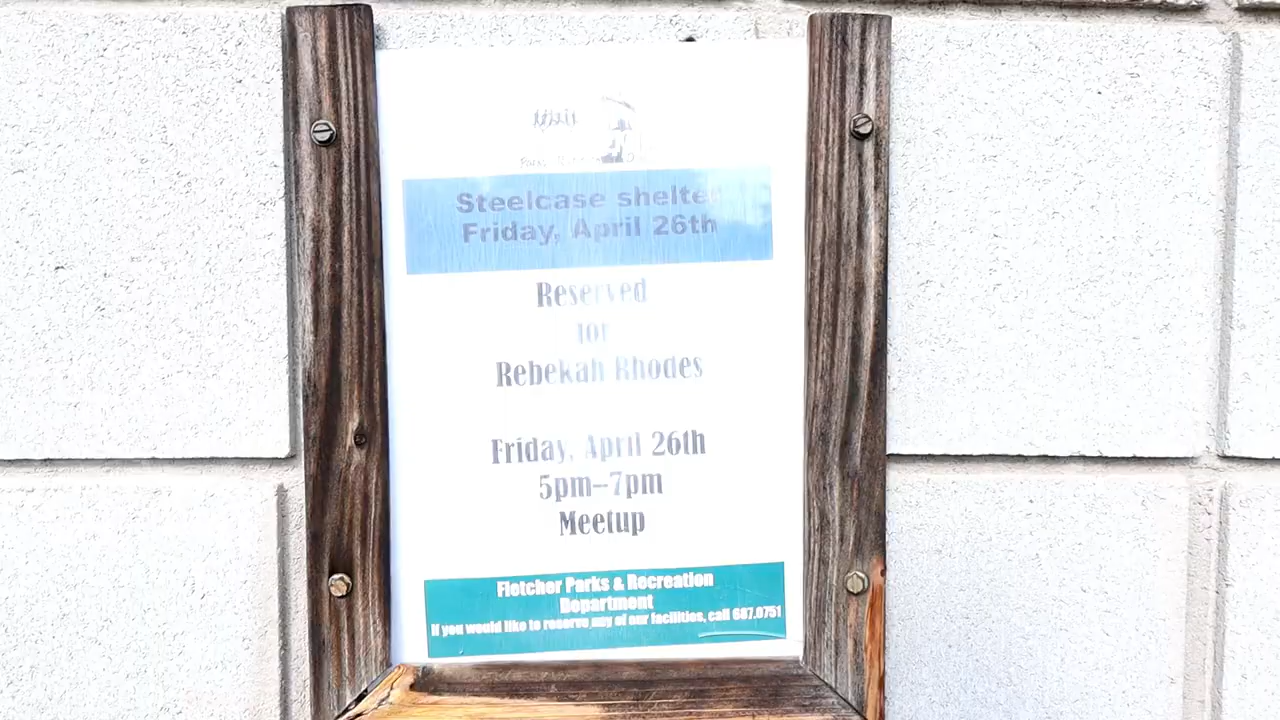 Parks
Steelcase shelter
Friday, April 26th
Reserved
for
Rebekah Rhodes
Friday, April 26th
5pm–7pm
Meetup
Fletcher Parks & Recreation
Department
If you would like to reserve any of our facilities, call 687.0751